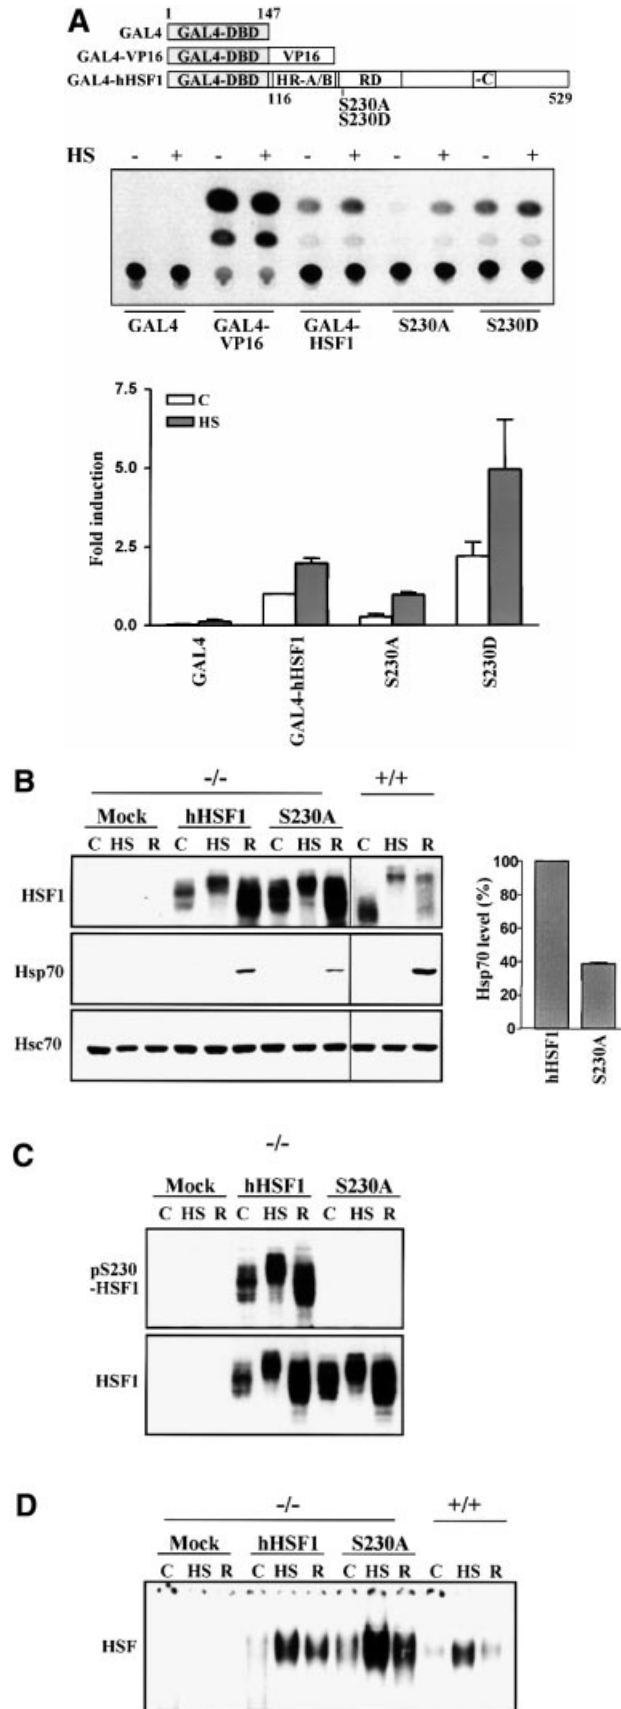 A
1 147
GAL4 GAL4-DBD
GAL4-VP16 GAL4-DBD VP16
GAL4-hHSF1 GAL4-DBD HR-A/B RD -C
116 S230A 529
S230D
HS - + - + - + - + - +
GAL4 GAL4-VP16 GAL4-HSF1 S230A S230D
7.5
5.0
2.5
0.0
Fold induction
C
HS
GAL4 GAL4-hHSF1 S230A S230D
B
-/- +/+
Mock hHSF1 S230A
C HS R C HS R C HS R C HS R
HSF1
Hsp70
Hsc70
100
80
60
40
20
0
Hsp70 level (%)
hHSF1 S230A
C
-/-
Mock hHSF1 S230A
C HS R C HS R C HS R
pS230
-HSF1
HSF1
D
-/- +/+
Mock hHSF1 S230A
C HS R C HS R C HS R C HS R
HSF